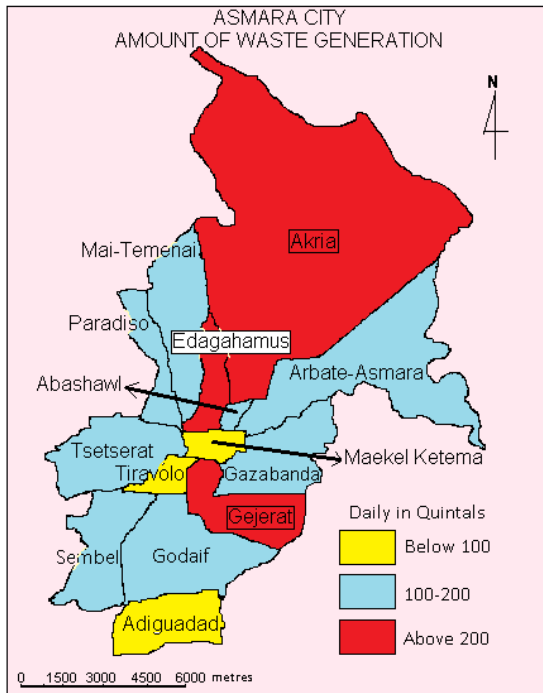 ASMARA CITY
AMOUNT OF WASTE GENERATION
N
Akria
Mai-Temenai
Paradiso
Edagahamus
Abashawl
Arbate-Asmara
Tsetserat
Maekel Ketema
Tiravolo
Gazabanda
Gejerat
Daily in Quintals
Below 100
Sembel
Godaif
100-200
Adiguadad
Above 200
0 1500 3000 4500 6000 metres